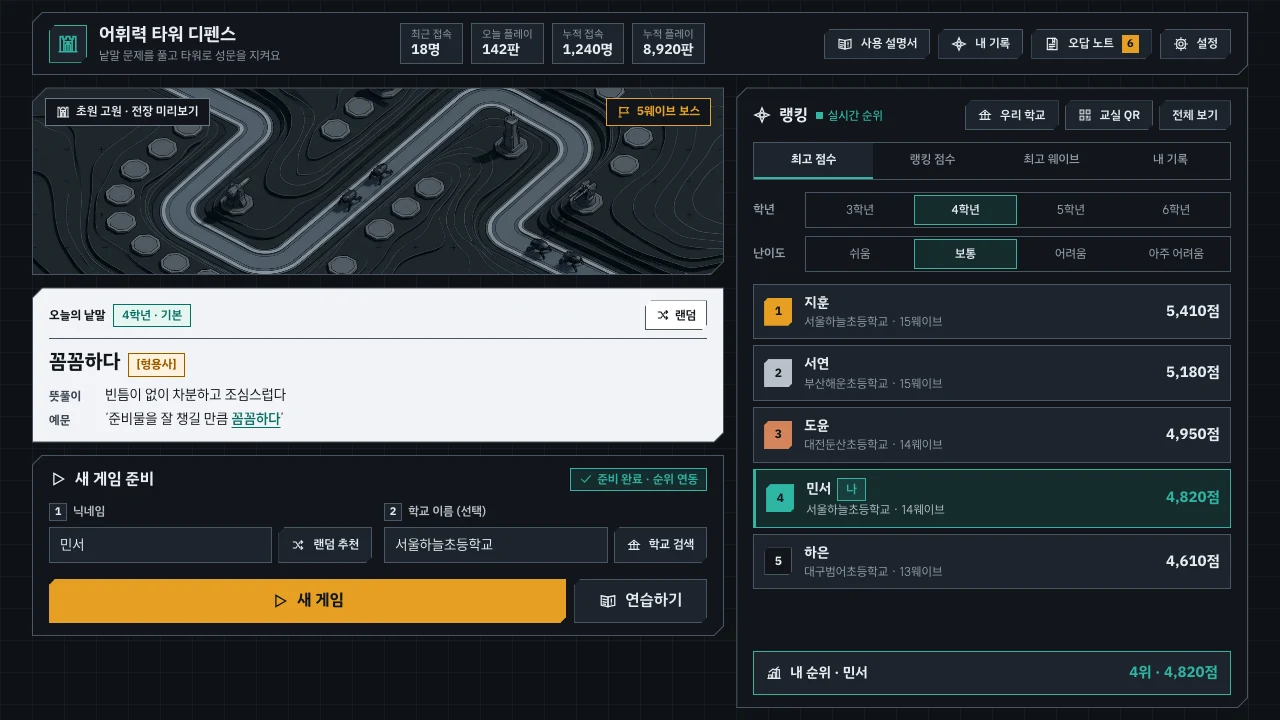 어휘력 타워 디펜스
낱말 문제를 풀고 타워로 성문을 지켜요
최근 접속
18명
오늘 플레이
142판
누적 접속
1,240명
누적 플레이
8,920판
사용 설명서
내 기록
오답 노트 6
설정
초원 고원 · 전장 미리보기
5웨이브 보스
오늘의 낱말 4학년 · 기본
랜덤
꼼꼼하다 [형용사]
뜻풀이 빈틈이 없이 차분하고 조심스럽다
예문 ‘준비물을 잘 챙길 만큼 꼼꼼하다’
새 게임 준비
준비 완료 · 순위 연동
1 닉네임
민서
랜덤 추천
2 학교 이름 (선택)
서울하늘초등학교
학교 검색
새 게임
연습하기
랭킹 실시간 순위
우리 학교
교실 QR
전체 보기
최고 점수 랭킹 점수 최고 웨이브 내 기록
학년 3학년 4학년 5학년 6학년
난이도 쉬움 보통 어려움 아주 어려움
1 지훈
서울하늘초등학교 · 15웨이브
5,410점
2 서연
부산해운초등학교 · 15웨이브
5,180점
3 도윤
대전둔산초등학교 · 14웨이브
4,950점
4 민서 나
서울하늘초등학교 · 14웨이브
4,820점
5 하은
대구범어초등학교 · 13웨이브
4,610점
내 순위 · 민서
4위 · 4,820점